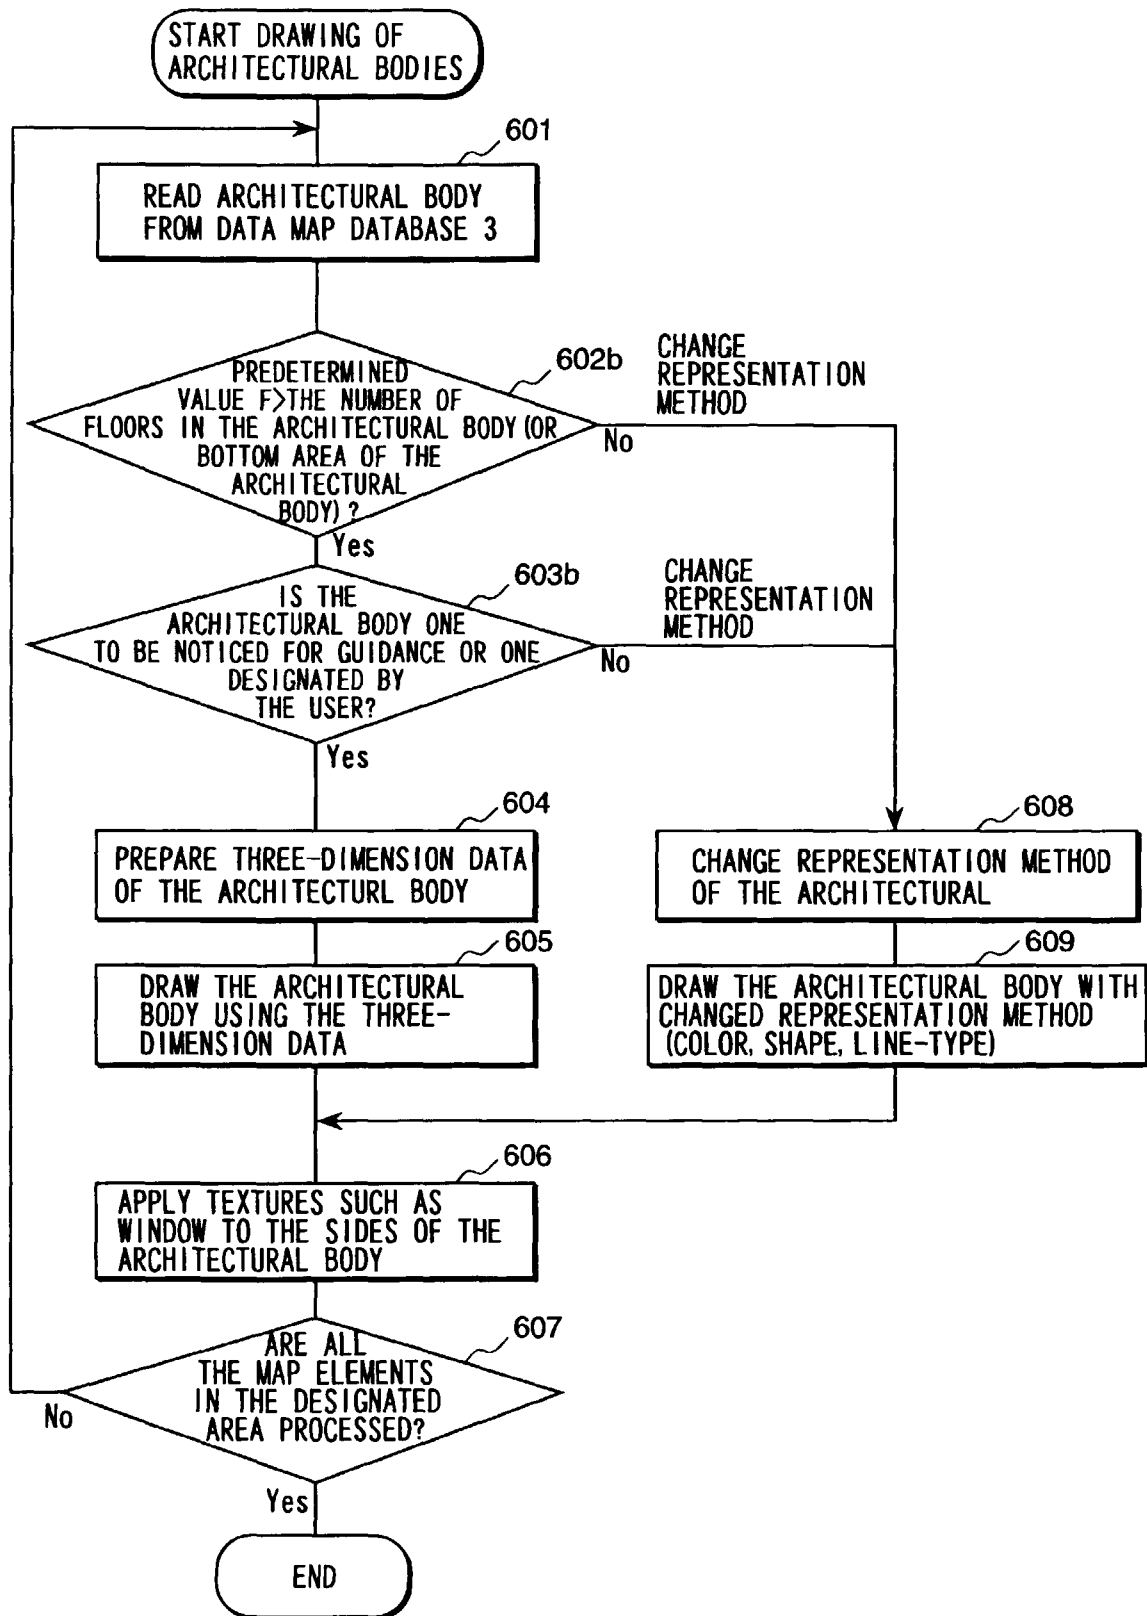 START DRAWING OF
ARCHITECTURAL BODIES
601
READ ARCHITECTURAL BODY
FROM DATA MAP DATABASE 3
602b
PREDETERMINED
VALUE F>THE NUMBER OF
FLOORS IN THE ARCHITECTURAL BODY(OR
BOTTOM AREA OF THE
ARCHITECTURAL
BODY)?
CHANGE
REPRESENTATION
METHOD
No
Yes
603b
IS THE
ARCHITECTURAL BODY ONE
TO BE NOTICED FOR GUIDANCE OR ONE
DESIGNATED BY
THE USER?
CHANGE
REPRESENTATION
METHOD
No
Yes
604
PREPARE THREE-DIMENSION DATA
OF THE ARCHITECTURL BODY
608
CHANGE REPRESENTATION METHOD
OF THE ARCHITECTURAL
605
DRAW THE ARCHITECTURAL
BODY USING THE THREE-
DIMENSION DATA
609
DRAW THE ARCHITECTURAL BODY WITH
CHANGED REPRESENTATION METHOD
(COLOR, SHAPE, LINE-TYPE)
606
APPLY TEXTURES SUCH AS
WINDOW TO THE SIDES OF THE
ARCHITECTURAL BODY
607
ARE ALL
THE MAP ELEMENTS
IN THE DESIGNATED
AREA PROCESSED?
No
Yes
END